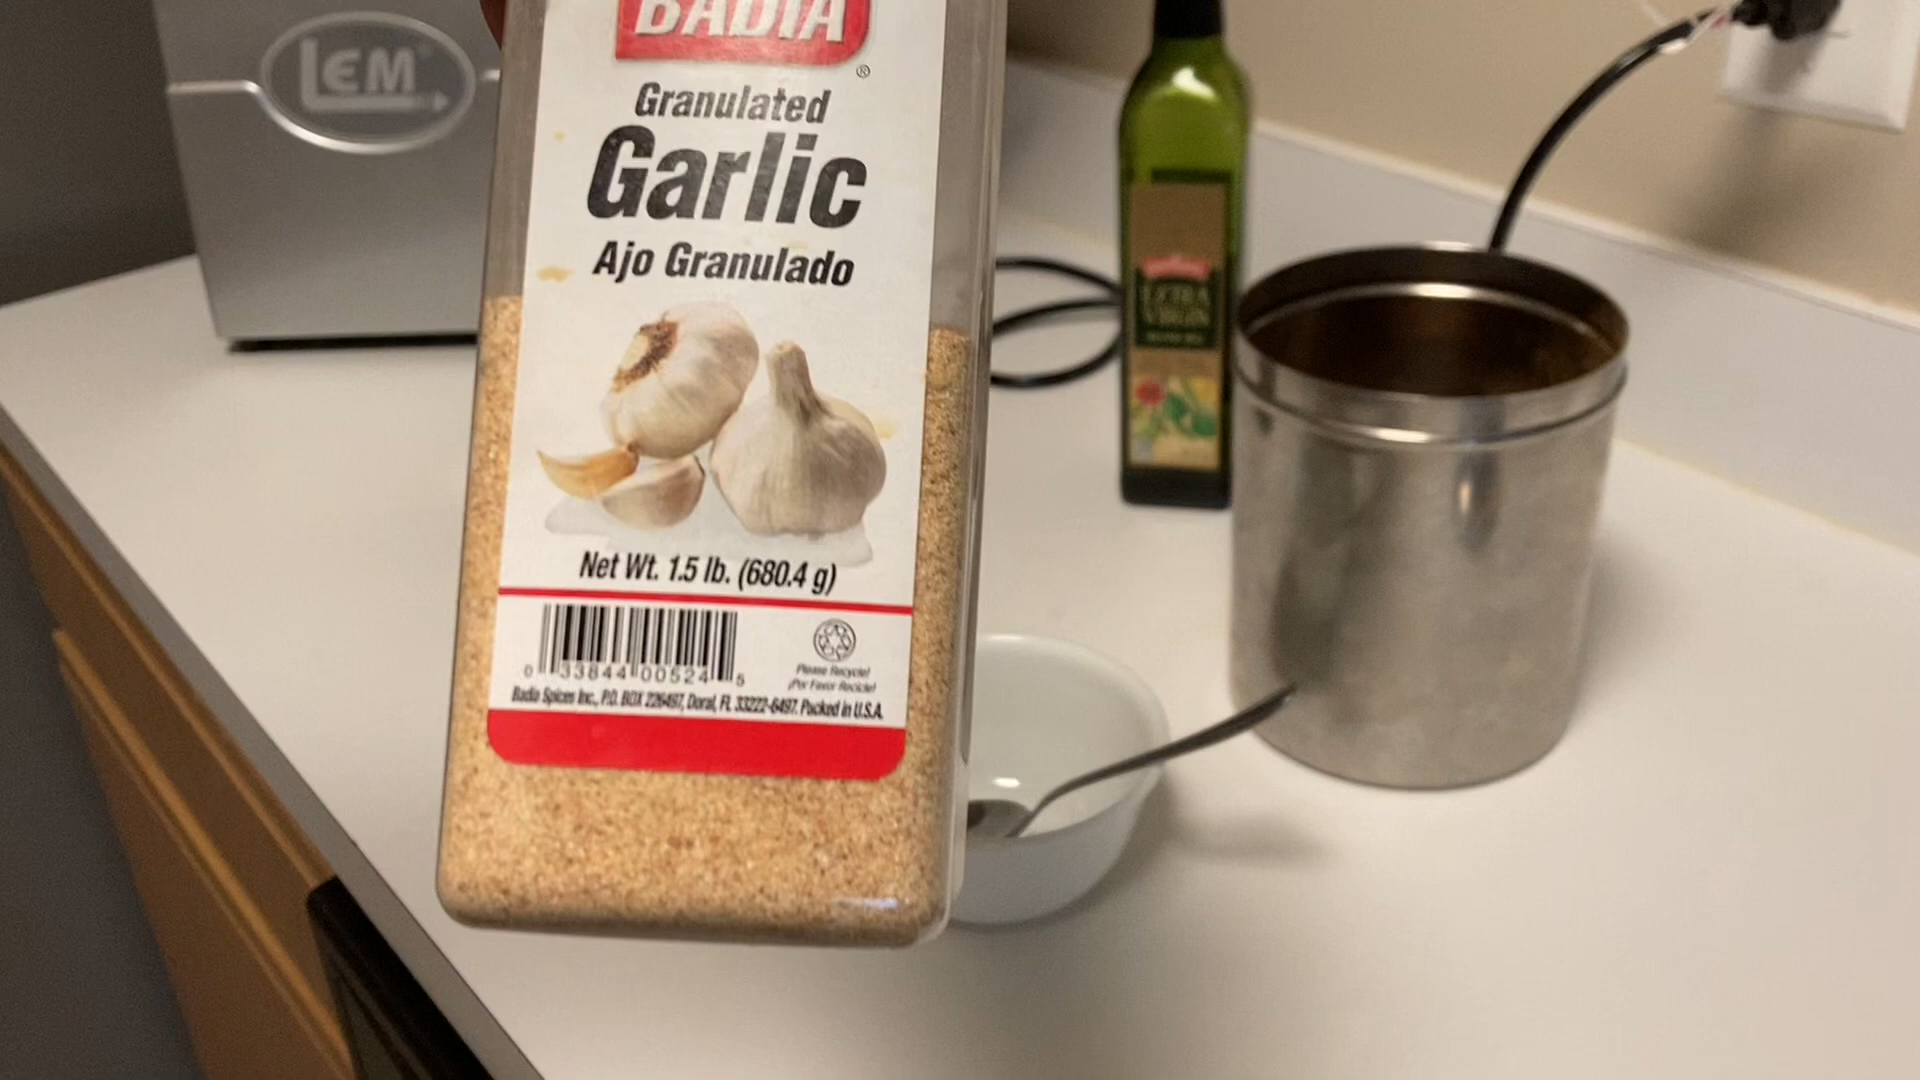 LEM
BADIA
®
Granulated
Garlic
Ajo Granulado
Net Wt. 1.5 lb. (680.4 g)
0 33844 00524 5
Please Recycle!
¡Por Favor Recicle!
Badia Spices Inc., P.O. BOX 226497, Doral, FL 33222-6497. Packed in U.S.A.
EXTRA
VIRGIN